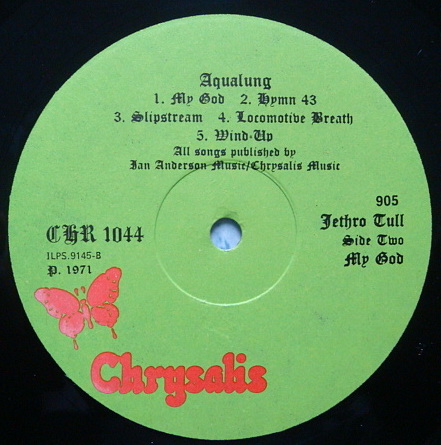 Aqualung
1. My God 2. Hymn 43
3. Slipstream 4. Locomotive Breath
5. Wind-Up
All songs published by
Ian Anderson Music/Chrysalis Music
905
CHR 1044
Jethro Tull
ILPS.9145-B
Side Two
P. 1971
My God
Chrysalis